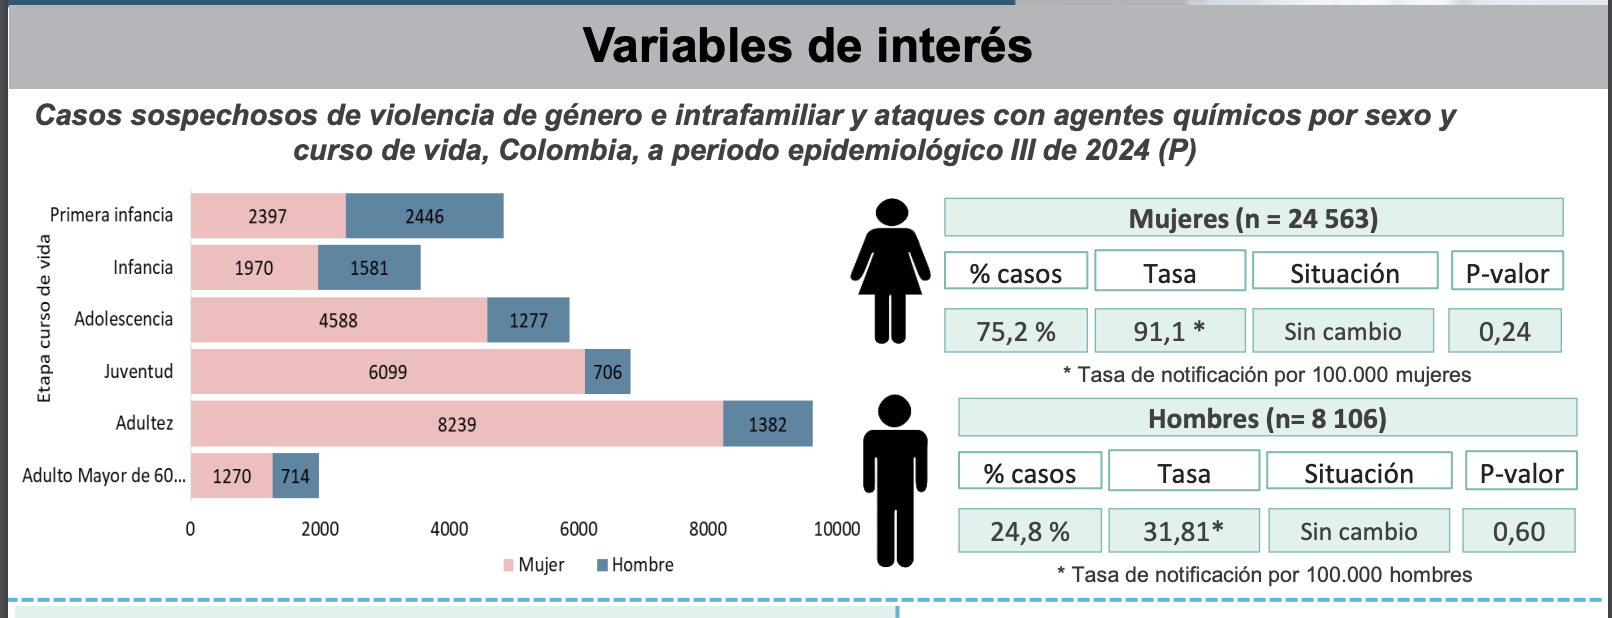 Variables de interés
Casos sospechosos de violencia de género e intrafamiliar y ataques con agentes químicos por sexo y
curso de vida, Colombia, a periodo epidemiológico III de 2024 (P)
Etapa curso de vida
Primera infancia 2397 2446
Infancia 1970 1581
Adolescencia 4588 1277
Juventud 6099 706
Adultez 8239 1382
Adulto Mayor de 60... 1270 714
0 2000 4000 6000 8000 10000
Mujer Hombre
Mujeres (n = 24 563)
% casos Tasa Situación P-valor
75,2 % 91,1 * Sin cambio 0,24
* Tasa de notificación por 100.000 mujeres
Hombres (n= 8 106)
% casos Tasa Situación P-valor
24,8 % 31,81* Sin cambio 0,60
* Tasa de notificación por 100.000 hombres